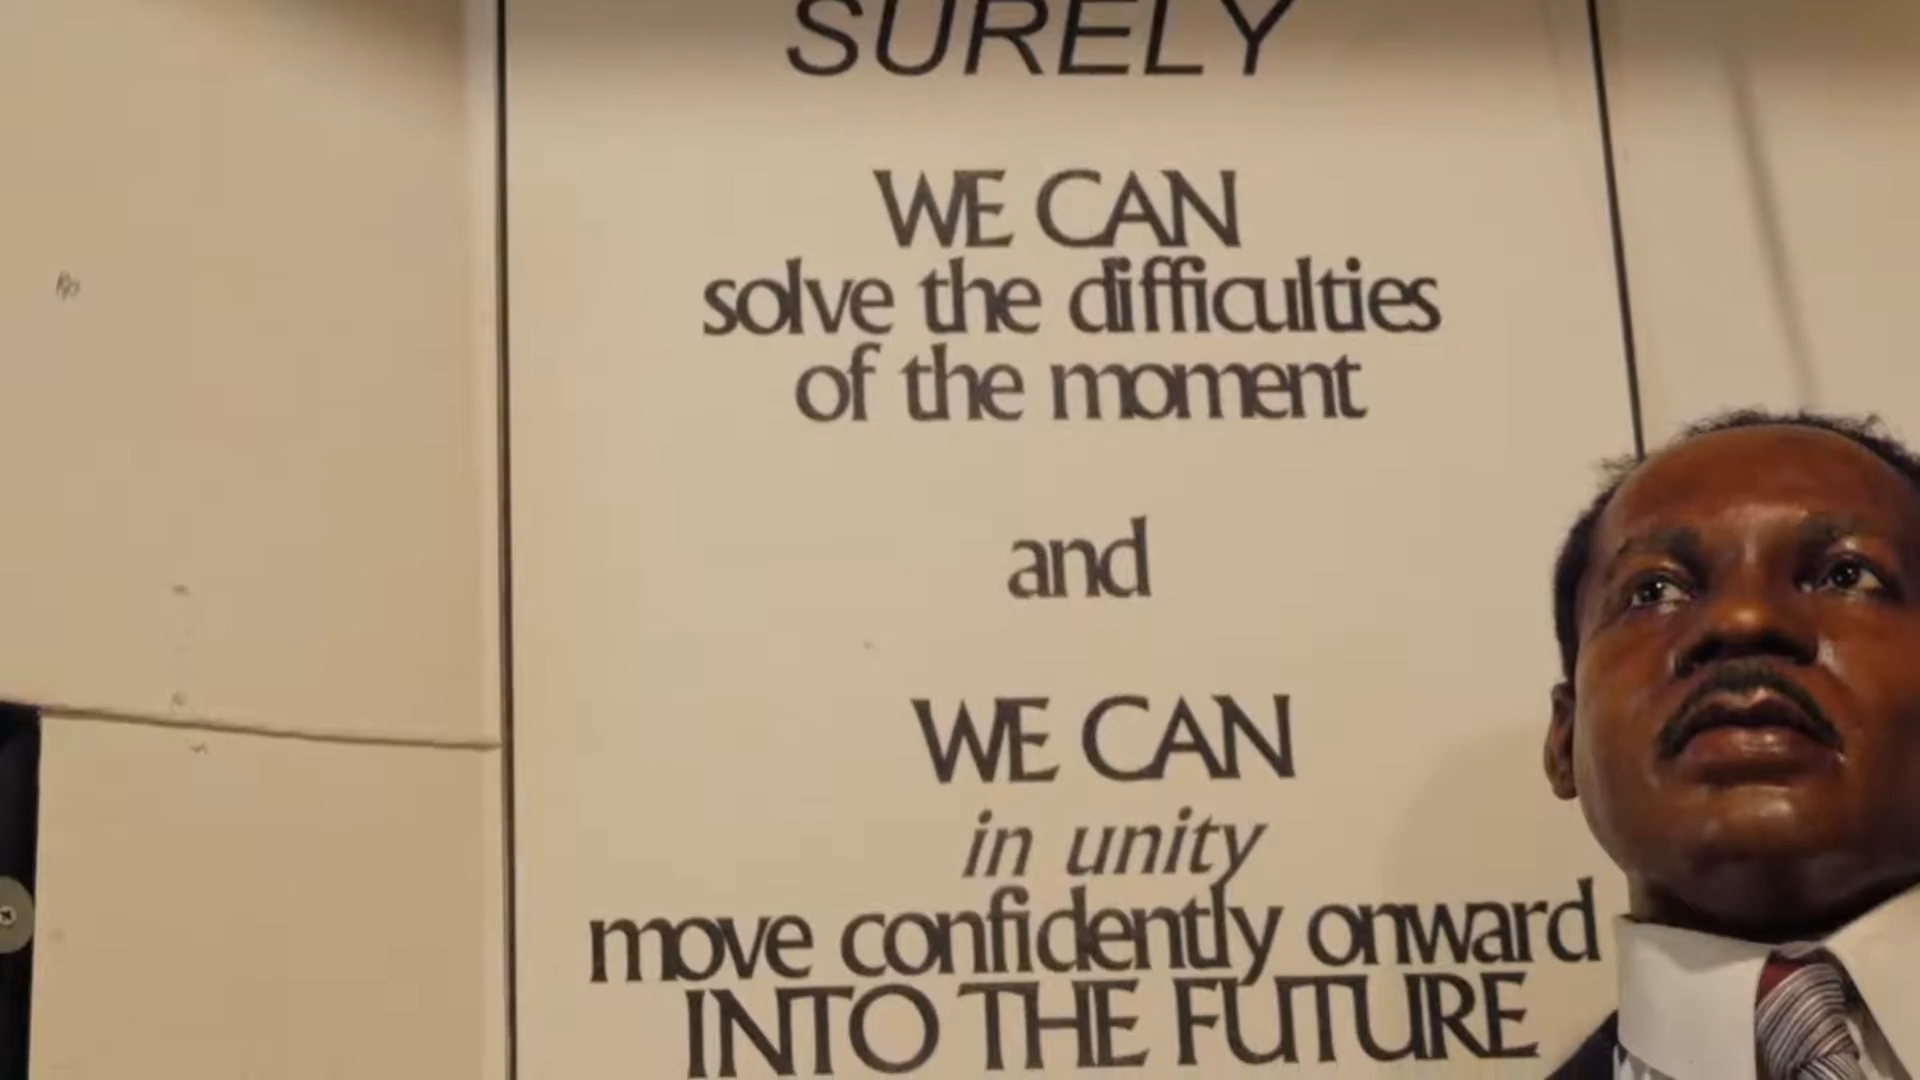 SURELY
WE CAN
solve the difficulties
of the moment
and
WE CAN
in unity
move confidently onward
INTO THE FUTURE